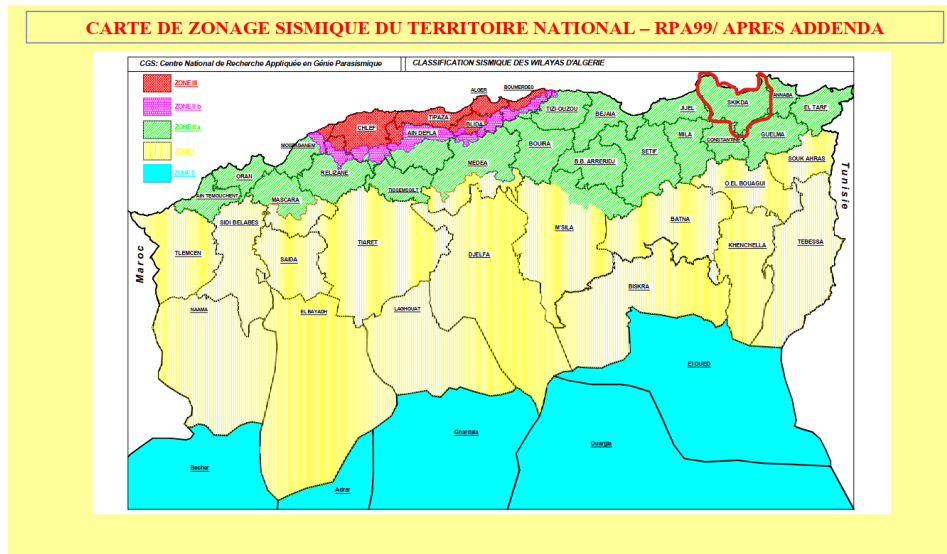 CARTE DE ZONAGE SISMIQUE DU TERRITOIRE NATIONAL – RPA99/ APRES ADDENDA
CGS: Centre National de Recherche Appliquée en Génie Parasismique
CLASSIFICATION SISMIQUE DES WILAYAS D'ALGERIE
ZONE III
ZONE II b
ZONE II a
ZONE I
ZONE 0
ALGER
BOUMERDES
TIPAZA
BLIDA
CHLEF
AIN DEFLA
TIZI-OUZOU
BEJAIA
JIJEL
SKIKDA
ANNABA
EL TARF
MOSTAGANEM
ORAN
RELIZANE
MEDEA
BOUIRA
B.B. ARRERIDJ
SETIF
MILA
CONSTANTINE
GUELMA
SOUK AHRAS
AIN TEMOUCHENT
MASCARA
TISSEMSILT
O.EL BOUAGUI
SIDI BELABES
TLEMCEN
SAIDA
TIARET
DJELFA
M'SILA
BATNA
KHENCHELLA
TEBESSA
BISKRA
NAAMA
EL BAYADH
LAGHOUAT
El OUED
Ghardaia
Ouargla
Bechar
Adrar
Maroc
Tunisie